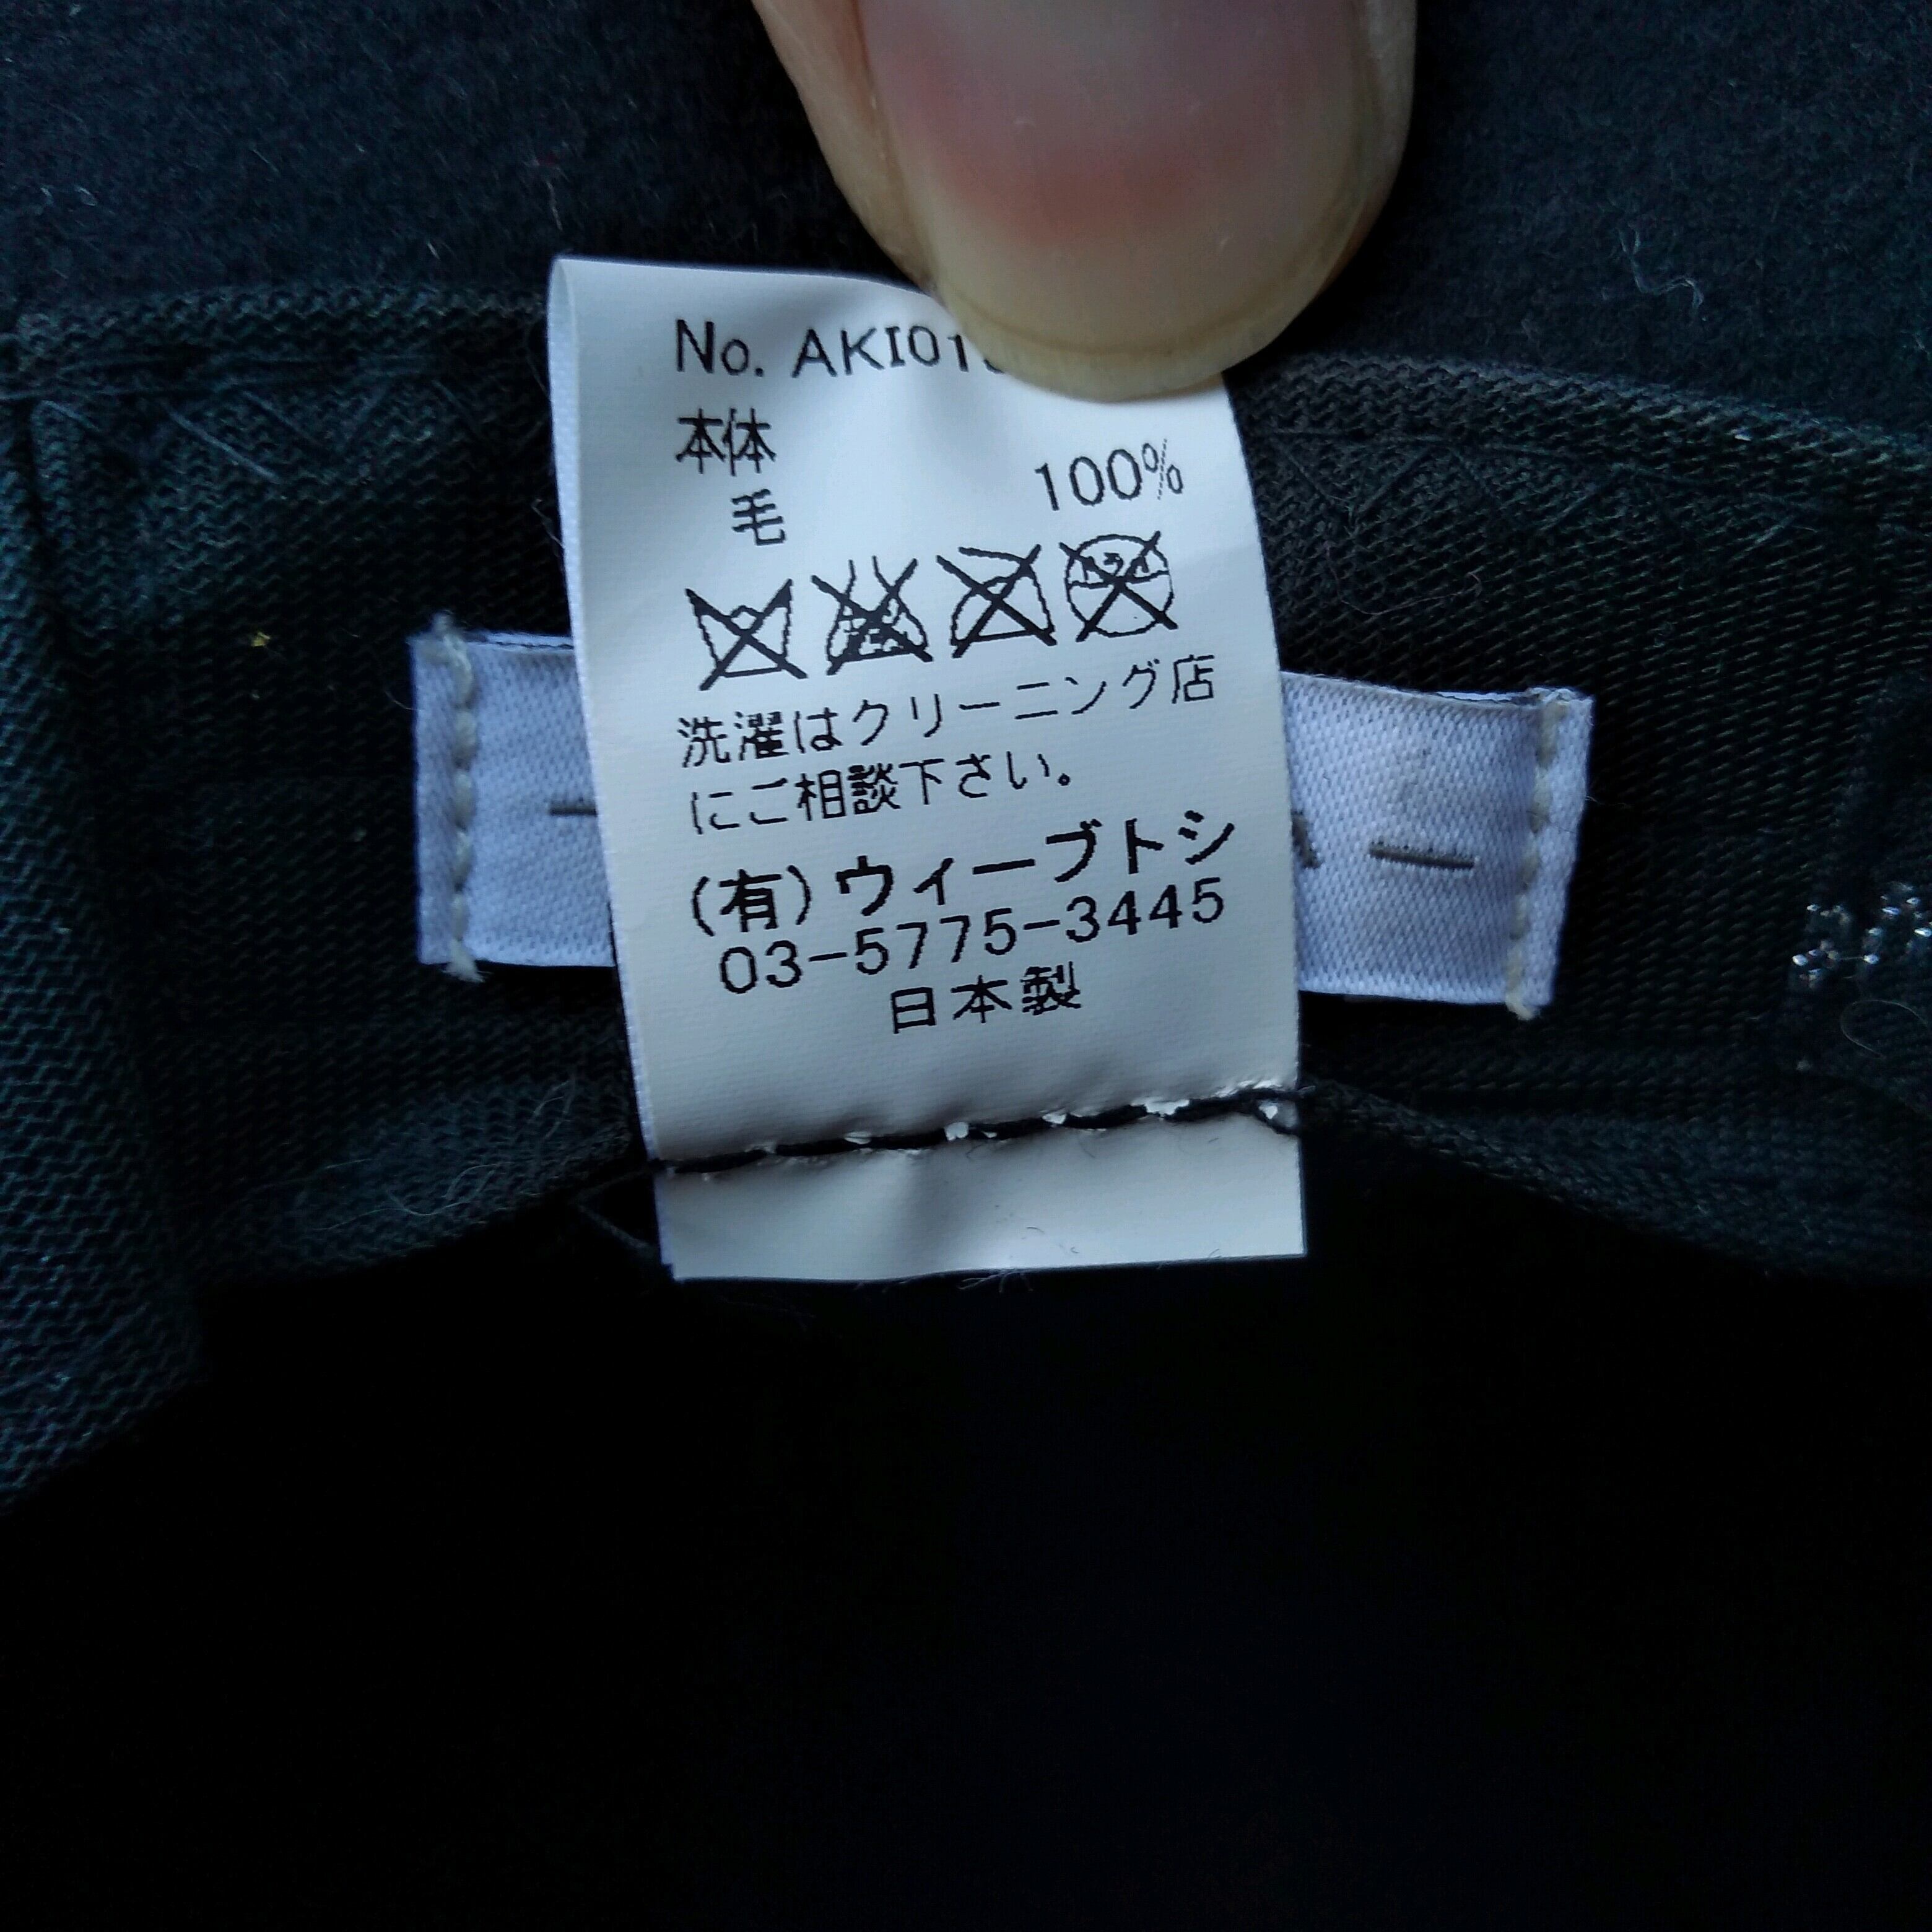 No. AKI01
本体
毛 100%
洗濯はクリーニング店
にご相談下さい。
(有)ウィーブトシ
03-5775-3445
日本製